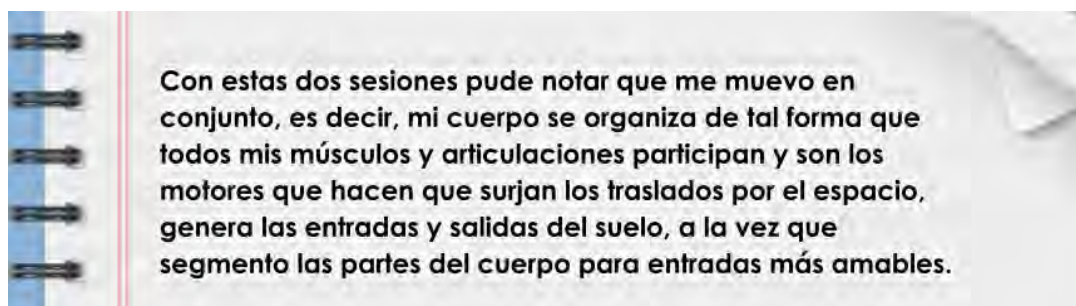 Con estas dos sesiones pude notar que me muevo en
conjunto, es decir, mi cuerpo se organiza de tal forma que
todos mis músculos y articulaciones participan y son los
motores que hacen que surjan los traslados por el espacio,
genera las entradas y salidas del suelo, a la vez que
segmento las partes del cuerpo para entradas más amables.